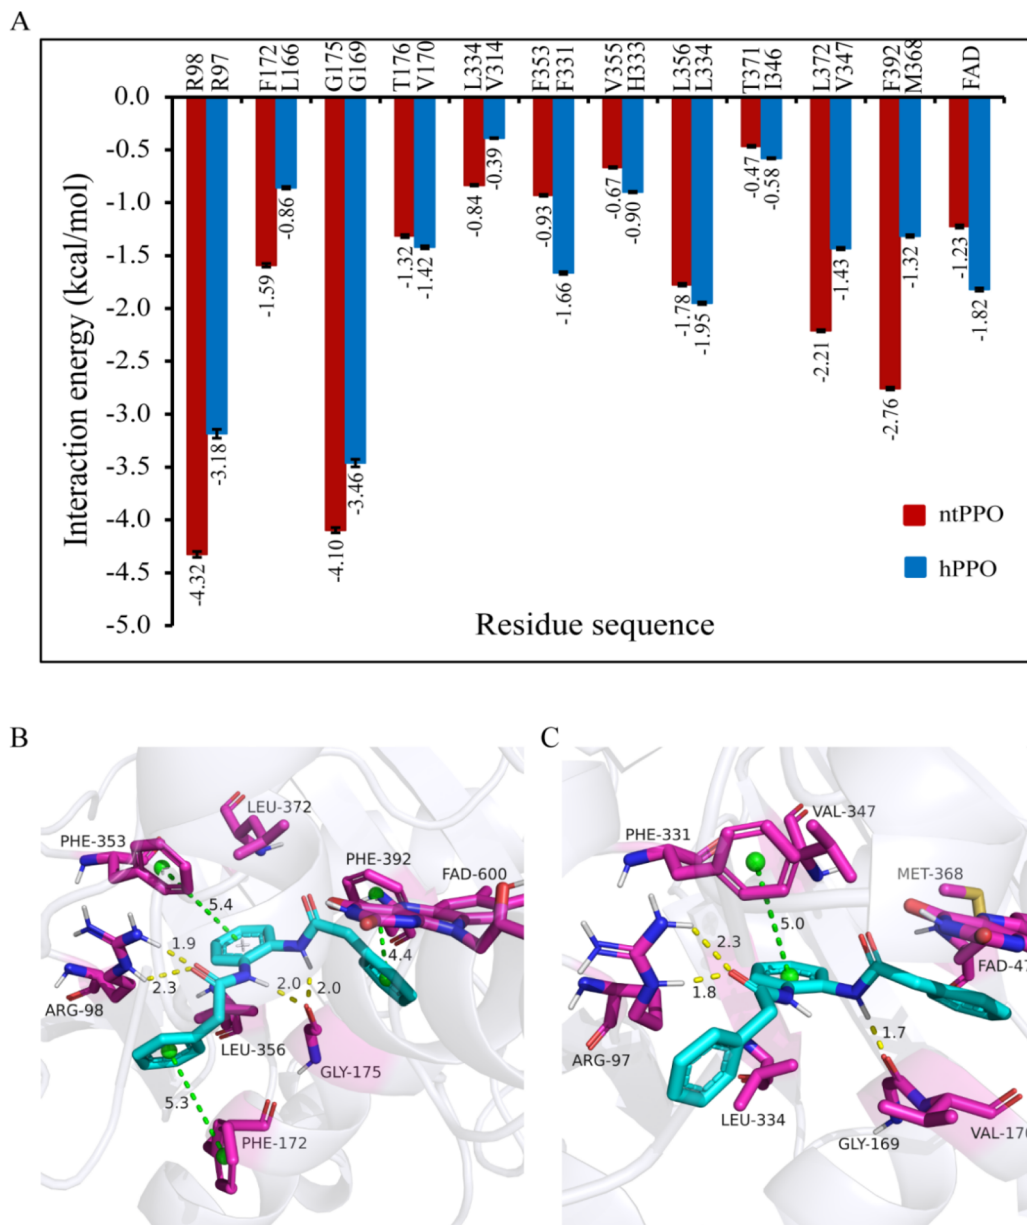 A
R98
R97
F172
L166
G175
G169
T176
V170
L334
V314
F353
F331
V355
H333
L356
L334
T371
I346
L372
V347
F392
M368
FAD
Interaction energy (kcal/mol)
0.0
-0.5
-1.0
-1.5
-2.0
-2.5
-3.0
-3.5
-4.0
-4.5
-5.0
-4.32
-3.18
-1.59
-0.86
-4.10
-3.46
-1.32
-1.42
-0.84
-0.39
-0.93
-1.66
-0.67
-0.90
-1.78
-1.95
-0.47
-0.58
-2.21
-1.43
-2.76
-1.32
-1.23
-1.82
ntPPO
hPPO
Residue sequence
B
LEU-372
PHE-353
PHE-392
FAD-600
5.4
4.4
1.9
2.3
2.0
2.0
ARG-98
LEU-356
GLY-175
5.3
PHE-172
C
VAL-347
PHE-331
MET-368
5.0
2.3
FAD-47
1.8
1.7
ARG-97
LEU-334
GLY-169
VAL-170